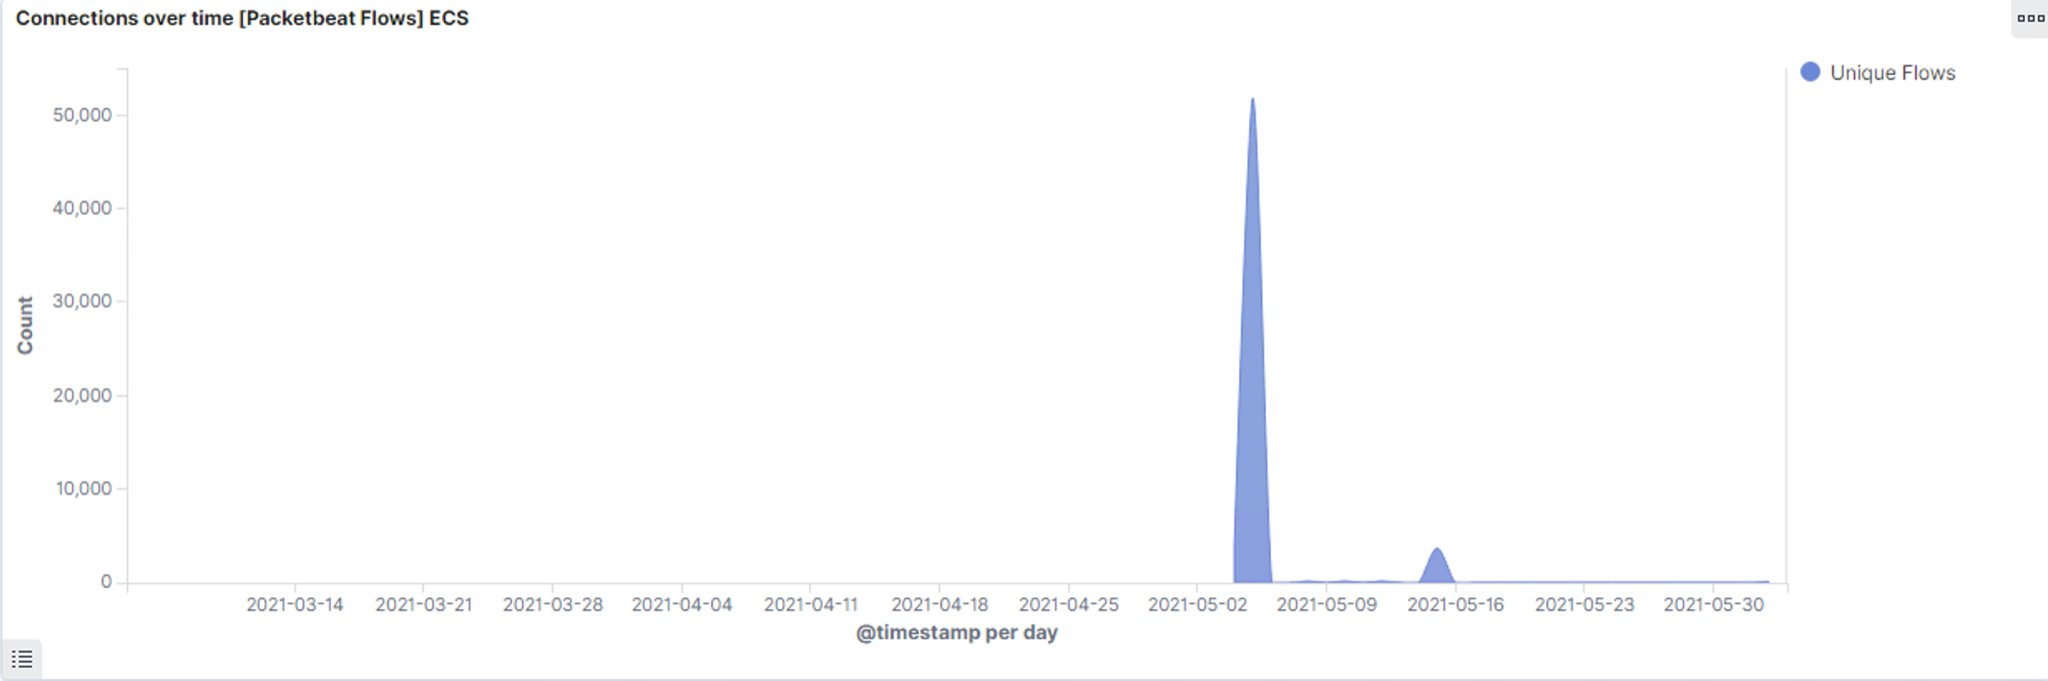 Connections over time [Packetbeat Flows] ECS
Unique Flows
50,000
40,000
30,000
20,000
10,000
0
Count
2021-03-14 2021-03-21 2021-03-28 2021-04-04 2021-04-11 2021-04-18 2021-04-25 2021-05-02 2021-05-09 2021-05-16 2021-05-23 2021-05-30
@timestamp per day